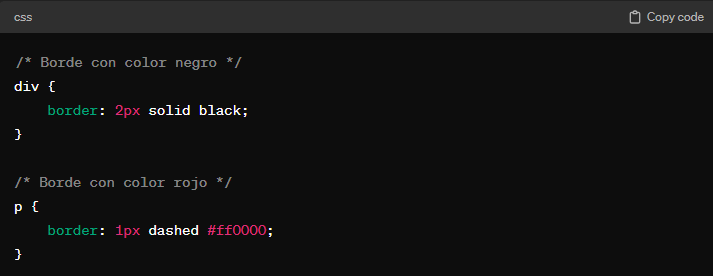 css
Copy code
/* Borde con color negro */
div {
    border: 2px solid black;
}
/* Borde con color rojo */
p {
    border: 1px dashed #ff0000;
}